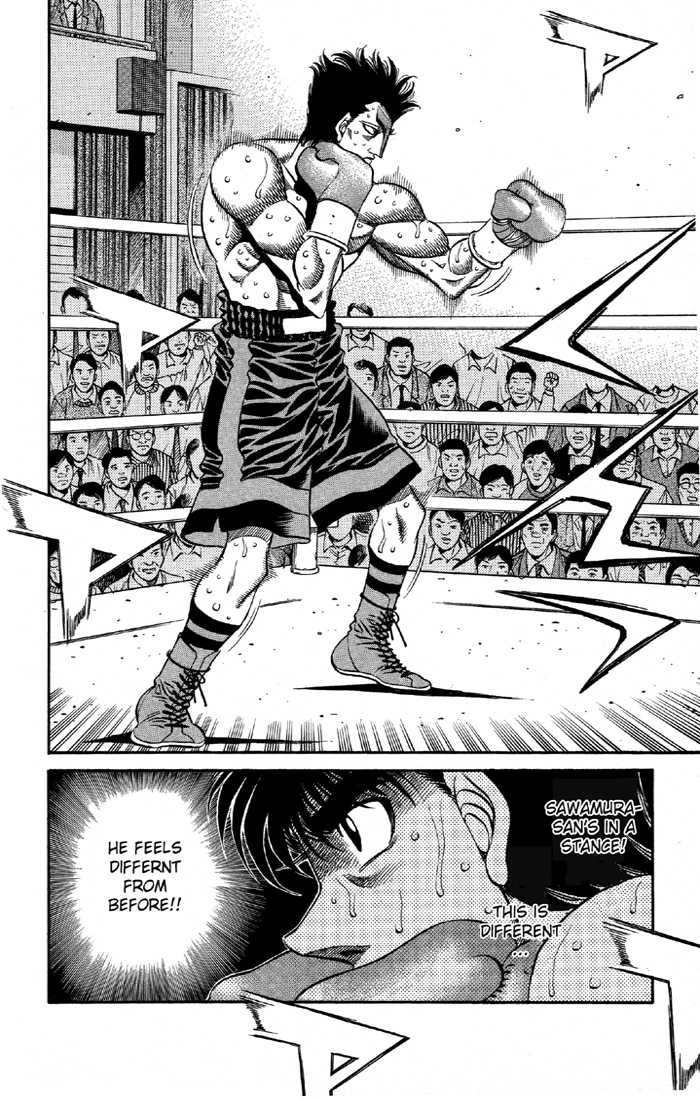 SAWAMURA-
SAN'S IN A
STANCE!
THIS IS
DIFFERENT
...
HE FEELS
DIFFERNT
FROM
BEFORE!!